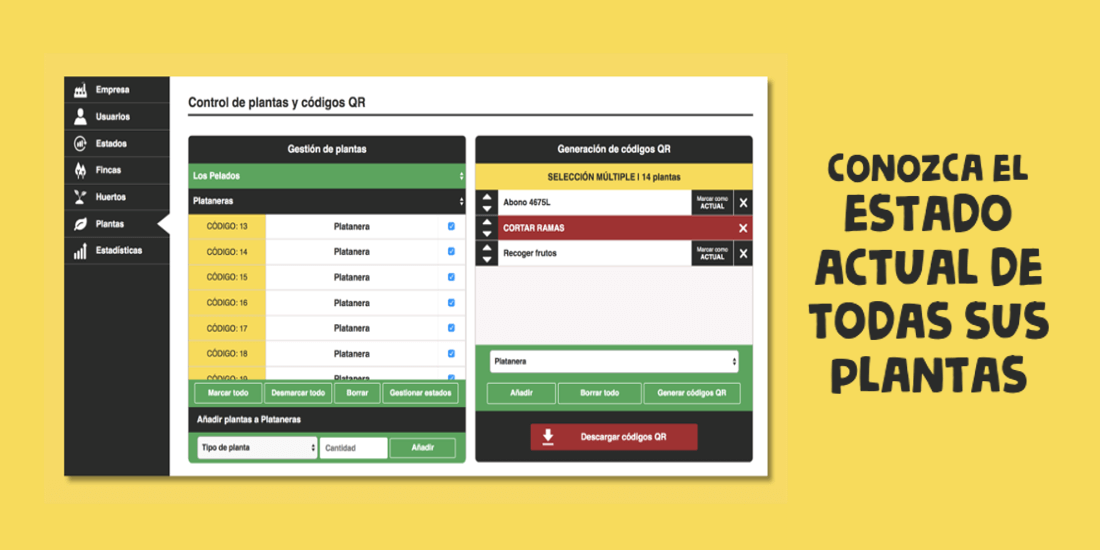 Empresa
Usuarios
Estados
Fincas
Huertos
Plantas
Estadísticas
Control de plantas y códigos QR
Gestión de plantas
Los Pelados
Plataneras
CÓDIGO: 13 Platanera
CÓDIGO: 14 Platanera
CÓDIGO: 15 Platanera
CÓDIGO: 16 Platanera
CÓDIGO: 17 Platanera
CÓDIGO: 18 Platanera
CÓDIGO: 19 Platanera
Marcar todo Desmarcar todo Borrar Gestionar estados
Añadir plantas a Plataneras
Tipo de planta Cantidad Añadir
Generación de códigos QR
SELECCIÓN MÚLTIPLE | 14 plantas
Abono 4675L Marcar como
ACTUAL X
CORTAR RAMAS X
Recoger frutos Marcar como
ACTUAL X
Platanera
Añadir Borrar todo Generar códigos QR
Descargar códigos QR
CONOZCA EL
ESTADO
ACTUAL DE
TODAS SUS
PLANTAS